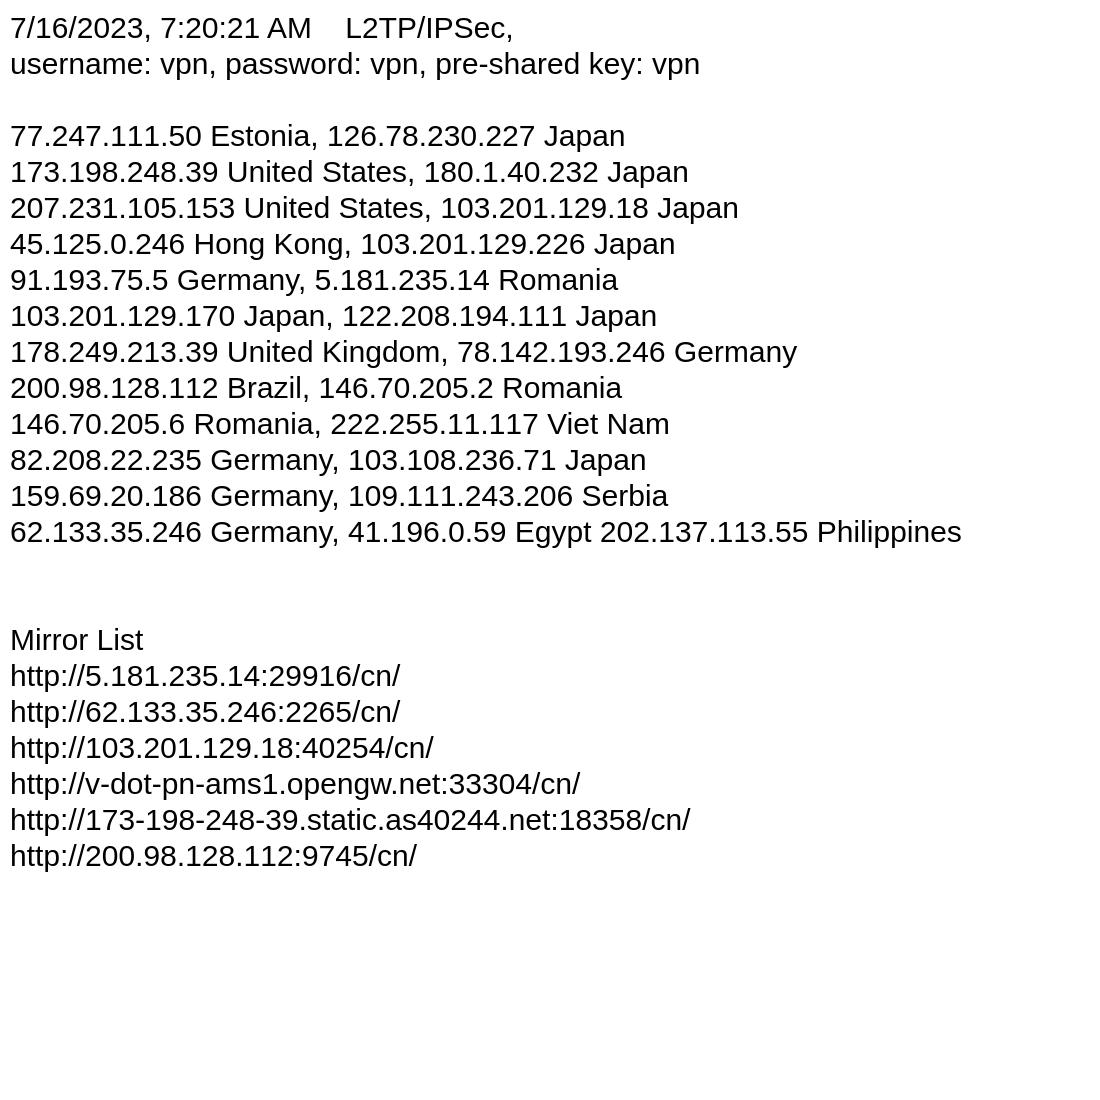 7/16/2023, 7:20:21 AM    L2TP/IPSec,
username: vpn, password: vpn, pre-shared key: vpn
77.247.111.50 Estonia, 126.78.230.227 Japan
173.198.248.39 United States, 180.1.40.232 Japan
207.231.105.153 United States, 103.201.129.18 Japan
45.125.0.246 Hong Kong, 103.201.129.226 Japan
91.193.75.5 Germany, 5.181.235.14 Romania
103.201.129.170 Japan, 122.208.194.111 Japan
178.249.213.39 United Kingdom, 78.142.193.246 Germany
200.98.128.112 Brazil, 146.70.205.2 Romania
146.70.205.6 Romania, 222.255.11.117 Viet Nam
82.208.22.235 Germany, 103.108.236.71 Japan
159.69.20.186 Germany, 109.111.243.206 Serbia
62.133.35.246 Germany, 41.196.0.59 Egypt 202.137.113.55 Philippines
Mirror List
http://5.181.235.14:29916/cn/
http://62.133.35.246:2265/cn/
http://103.201.129.18:40254/cn/
http://v-dot-pn-ams1.opengw.net:33304/cn/
http://173-198-248-39.static.as40244.net:18358/cn/
http://200.98.128.112:9745/cn/